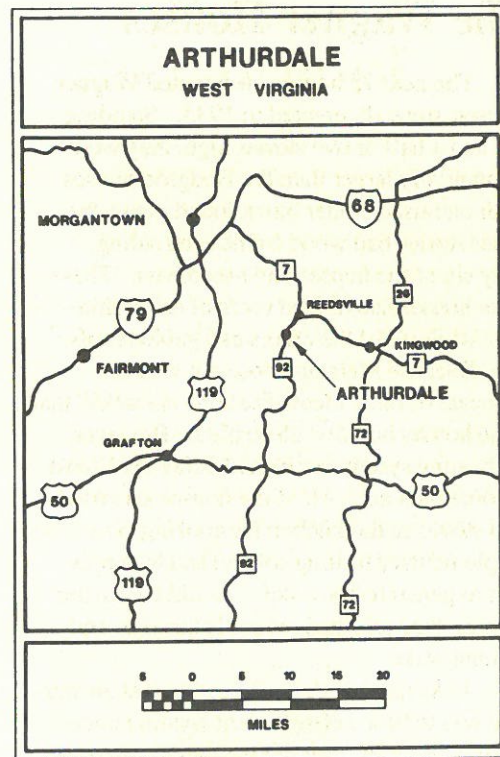 ARTHURDALE
WEST VIRGINIA
MORGANTOWN
68
7
26
79
REEDSVILLE
KINGWOOD
FAIRMONT
92
7
119
ARTHURDALE
72
GRAFTON
50
50
119
92
72
5 0 5 10 15 20
MILES